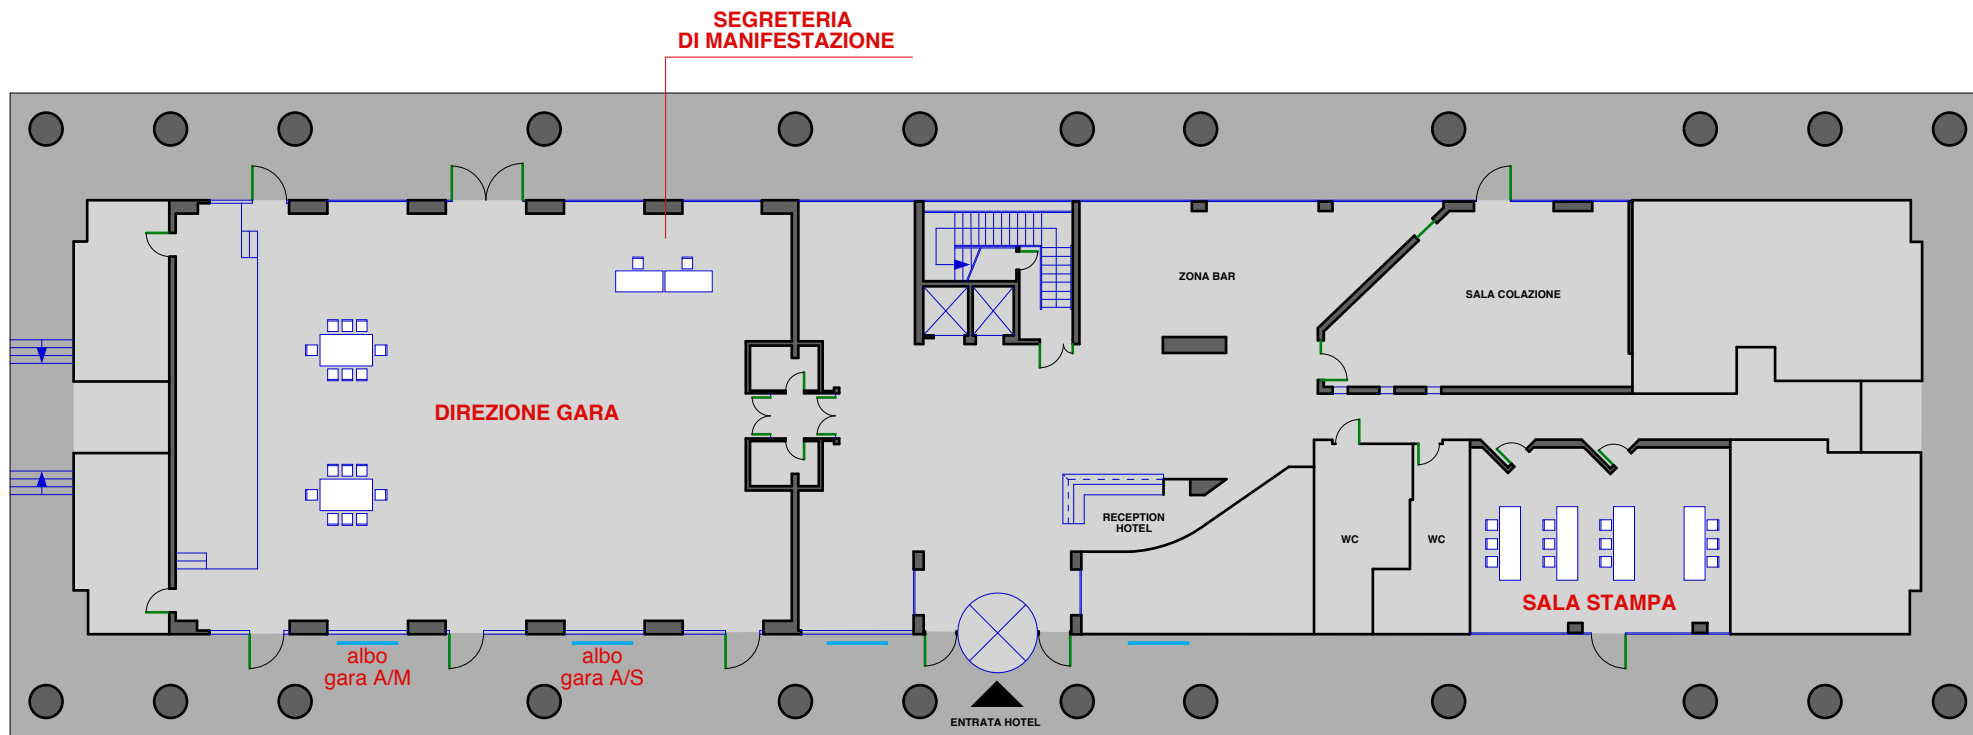 SEGRETERIA
DI MANIFESTAZIONE
ZONA BAR
SALA COLAZIONE
DIREZIONE GARA
RECEPTION
HOTEL
WC
WC
SALA STAMPA
albo
gara A/M
albo
gara A/S
ENTRATA HOTEL